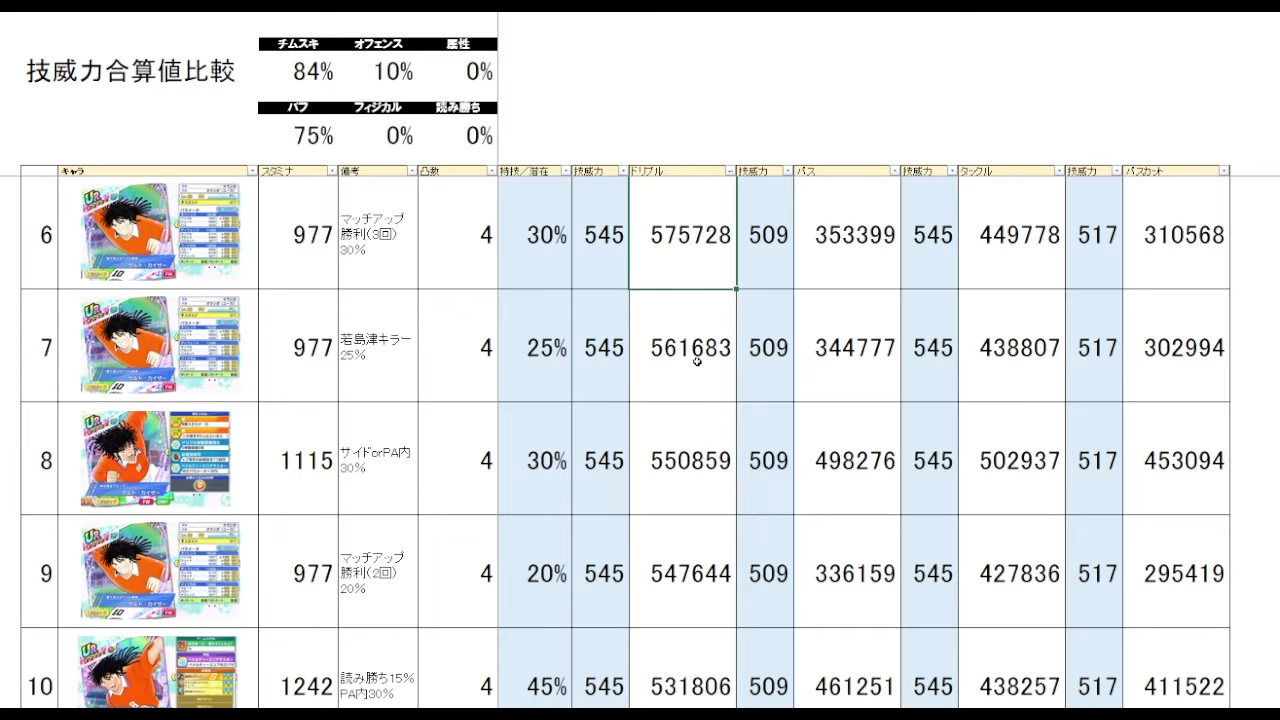 チムスキ オフェンス 属性
技威力合算値比較 84% 10% 0%
バフ フィジカル 読み勝ち
75% 0% 0%
キャラ スタミナ 備考 凸数 特技/潜在 技威力 ドリブル 技威力 パス 技威力 タックル 技威力 パスカット
6 977 マッチアップ 4 30% 545 575728 509 353399 545 449778 517 310568
勝利(3回)
30%
7 977 若島津キラー 4 25% 545 561683 509 344777 545 438807 517 302994
25%
8 1115 サイドorPA内 4 30% 545 550859 509 498276 545 502937 517 453094
30%
9 977 マッチアップ 4 20% 545 547644 509 336159 545 427836 517 295419
勝利(2回)
20%
10 1242 読み勝ち15% 4 45% 545 531806 509 461251 545 438257 517 411522
PA内30%